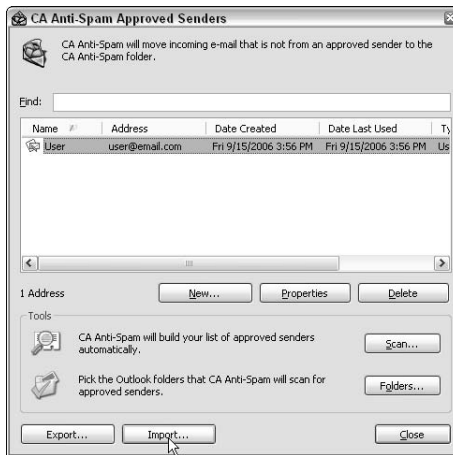 CA Anti-Spam Approved Senders
CA Anti-Spam will move incoming e-mail that is not from an approved sender to the
CA Anti-Spam folder.
Find:
Name Address Date Created Date Last Used Ty
User user@email.com Fri 9/15/2006 3:56 PM Fri 9/15/2006 3:56 PM Us
1 Address New... Properties Delete
Tools
CA Anti-Spam will build your list of approved senders
automatically.
Scan...
Pick the Outlook folders that CA Anti-Spam will scan for
approved senders.
Folders...
Export... Import... Close